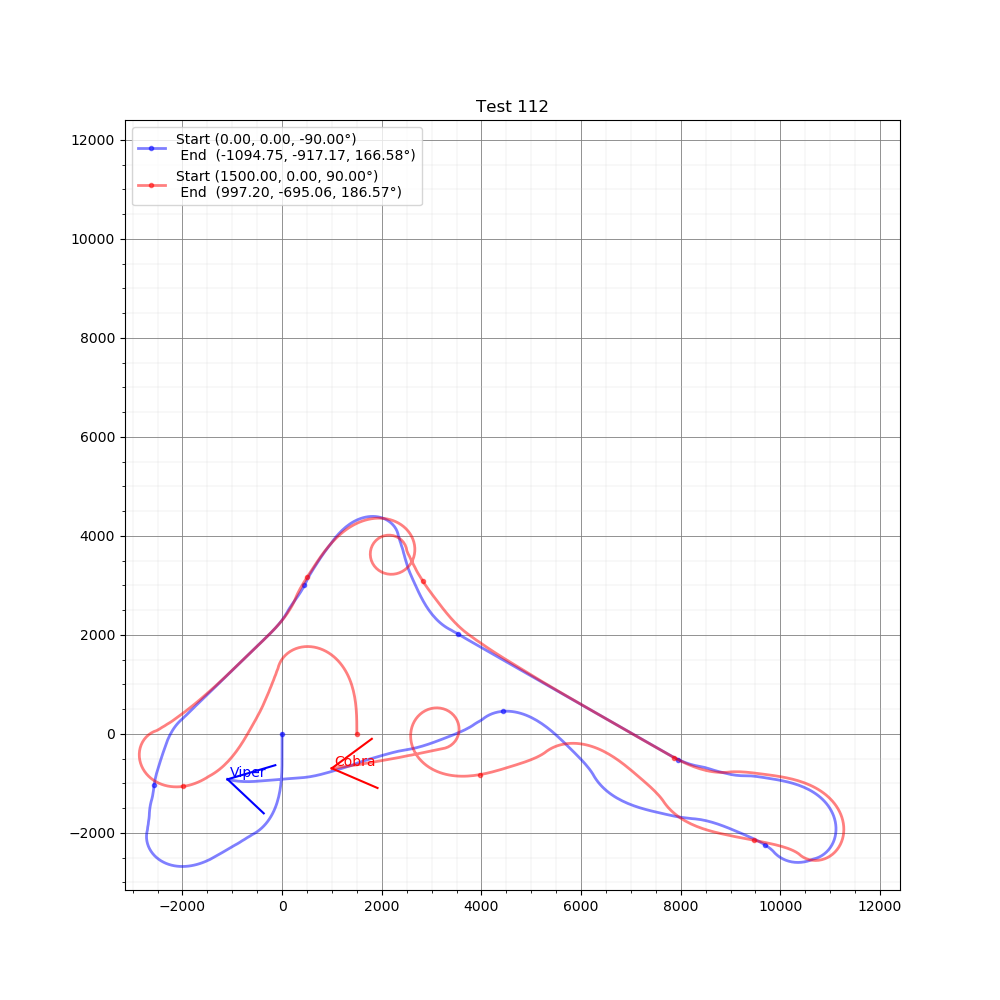 Test 112
Start (0.00, 0.00, -90.00°)
End  (-1094.75, -917.17, 166.58°)
Start (1500.00, 0.00, 90.00°)
End  (997.20, -695.06, 186.57°)
12000
10000
8000
6000
4000
2000
0
−2000
Viper
Cobra
−2000 0 2000 4000 6000 8000 10000 12000